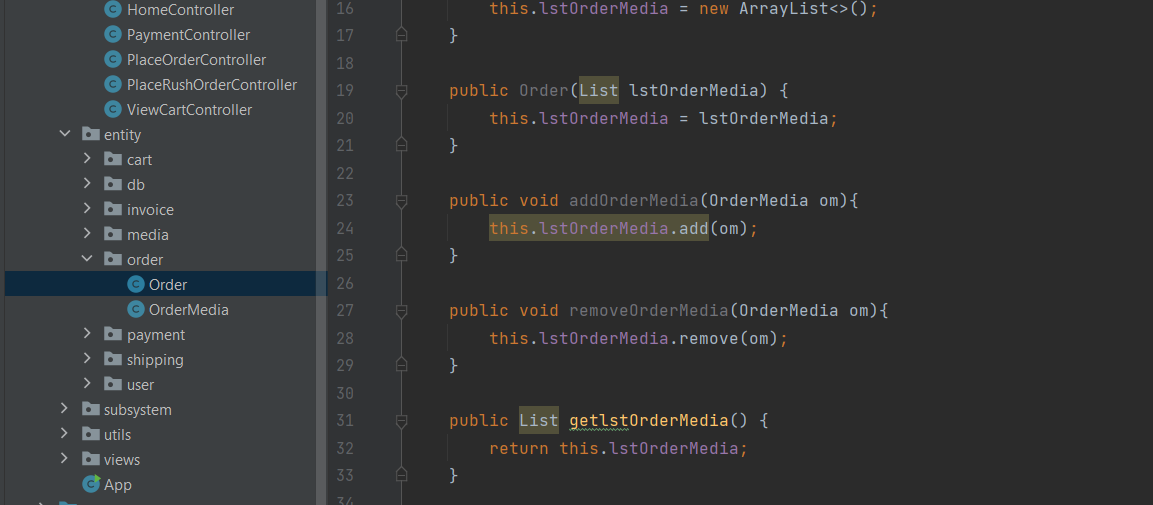 HomeController
PaymentController
PlaceOrderController
PlaceRushOrderController
ViewCartController
entity
cart
db
invoice
media
order
Order
OrderMedia
payment
shipping
user
subsystem
utils
views
App
16 this.lstOrderMedia = new ArrayList<>();
17 }
18
19 public Order(List lstOrderMedia) {
20 this.lstOrderMedia = lstOrderMedia;
21 }
22
23 public void addOrderMedia(OrderMedia om){
24 this.lstOrderMedia.add(om);
25 }
26
27 public void removeOrderMedia(OrderMedia om){
28 this.lstOrderMedia.remove(om);
29 }
30
31 public List getlstOrderMedia() {
32 return this.lstOrderMedia;
33 }
34